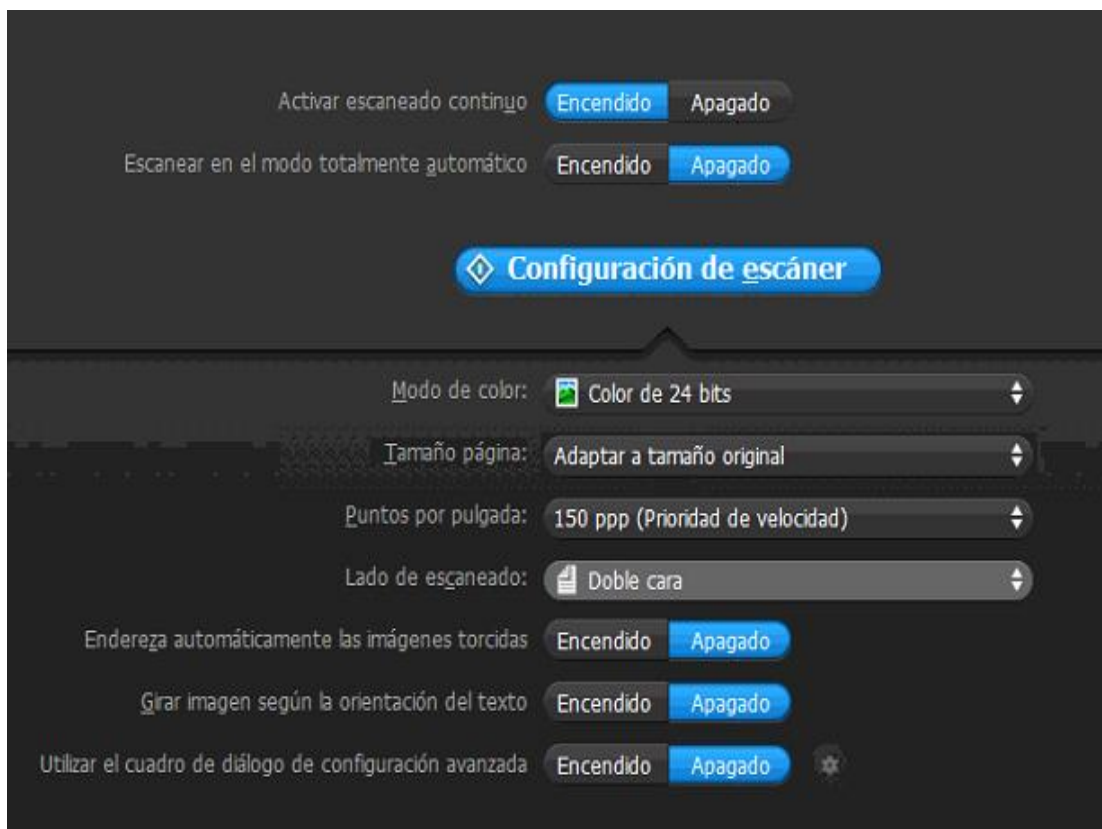 Activar escaneado continuo Encendido Apagado
Escanear en el modo totalmente automático Encendido Apagado
Configuración de escáner
Modo de color: Color de 24 bits
Tamaño página: Adaptar a tamaño original
Puntos por pulgada: 150 ppp (Prioridad de velocidad)
Lado de escaneado: Doble cara
Endereza automáticamente las imágenes torcidas Encendido Apagado
Girar imagen según la orientación del texto Encendido Apagado
Utilizar el cuadro de diálogo de configuración avanzada Encendido Apagado